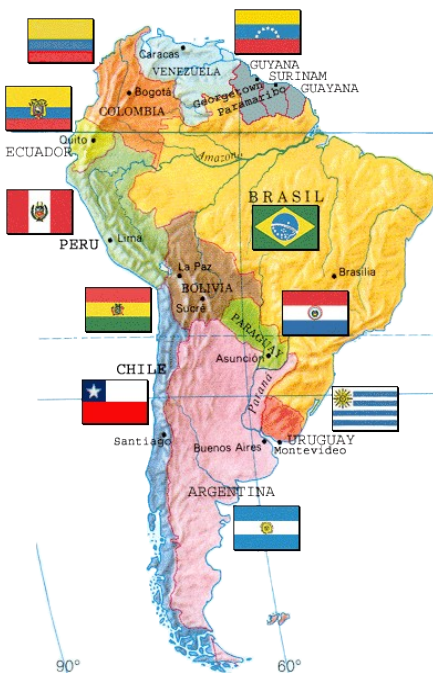 Caracas
VENEZUELA
GUYANA
SURINAM
GUAYANA
Georgetown
Paramaribo
Bogotá
COLOMBIA
Quito
ECUADOR
Amazona
BRASIL
PERU
Lima
La Paz
BOLIVIA
Sucre
Brasilia
PARAGUAY
Asunción
CHILE
Paraná
Santiago
Buenos Aires
URUGUAY
Montevideo
ARGENTINA
90°
60°